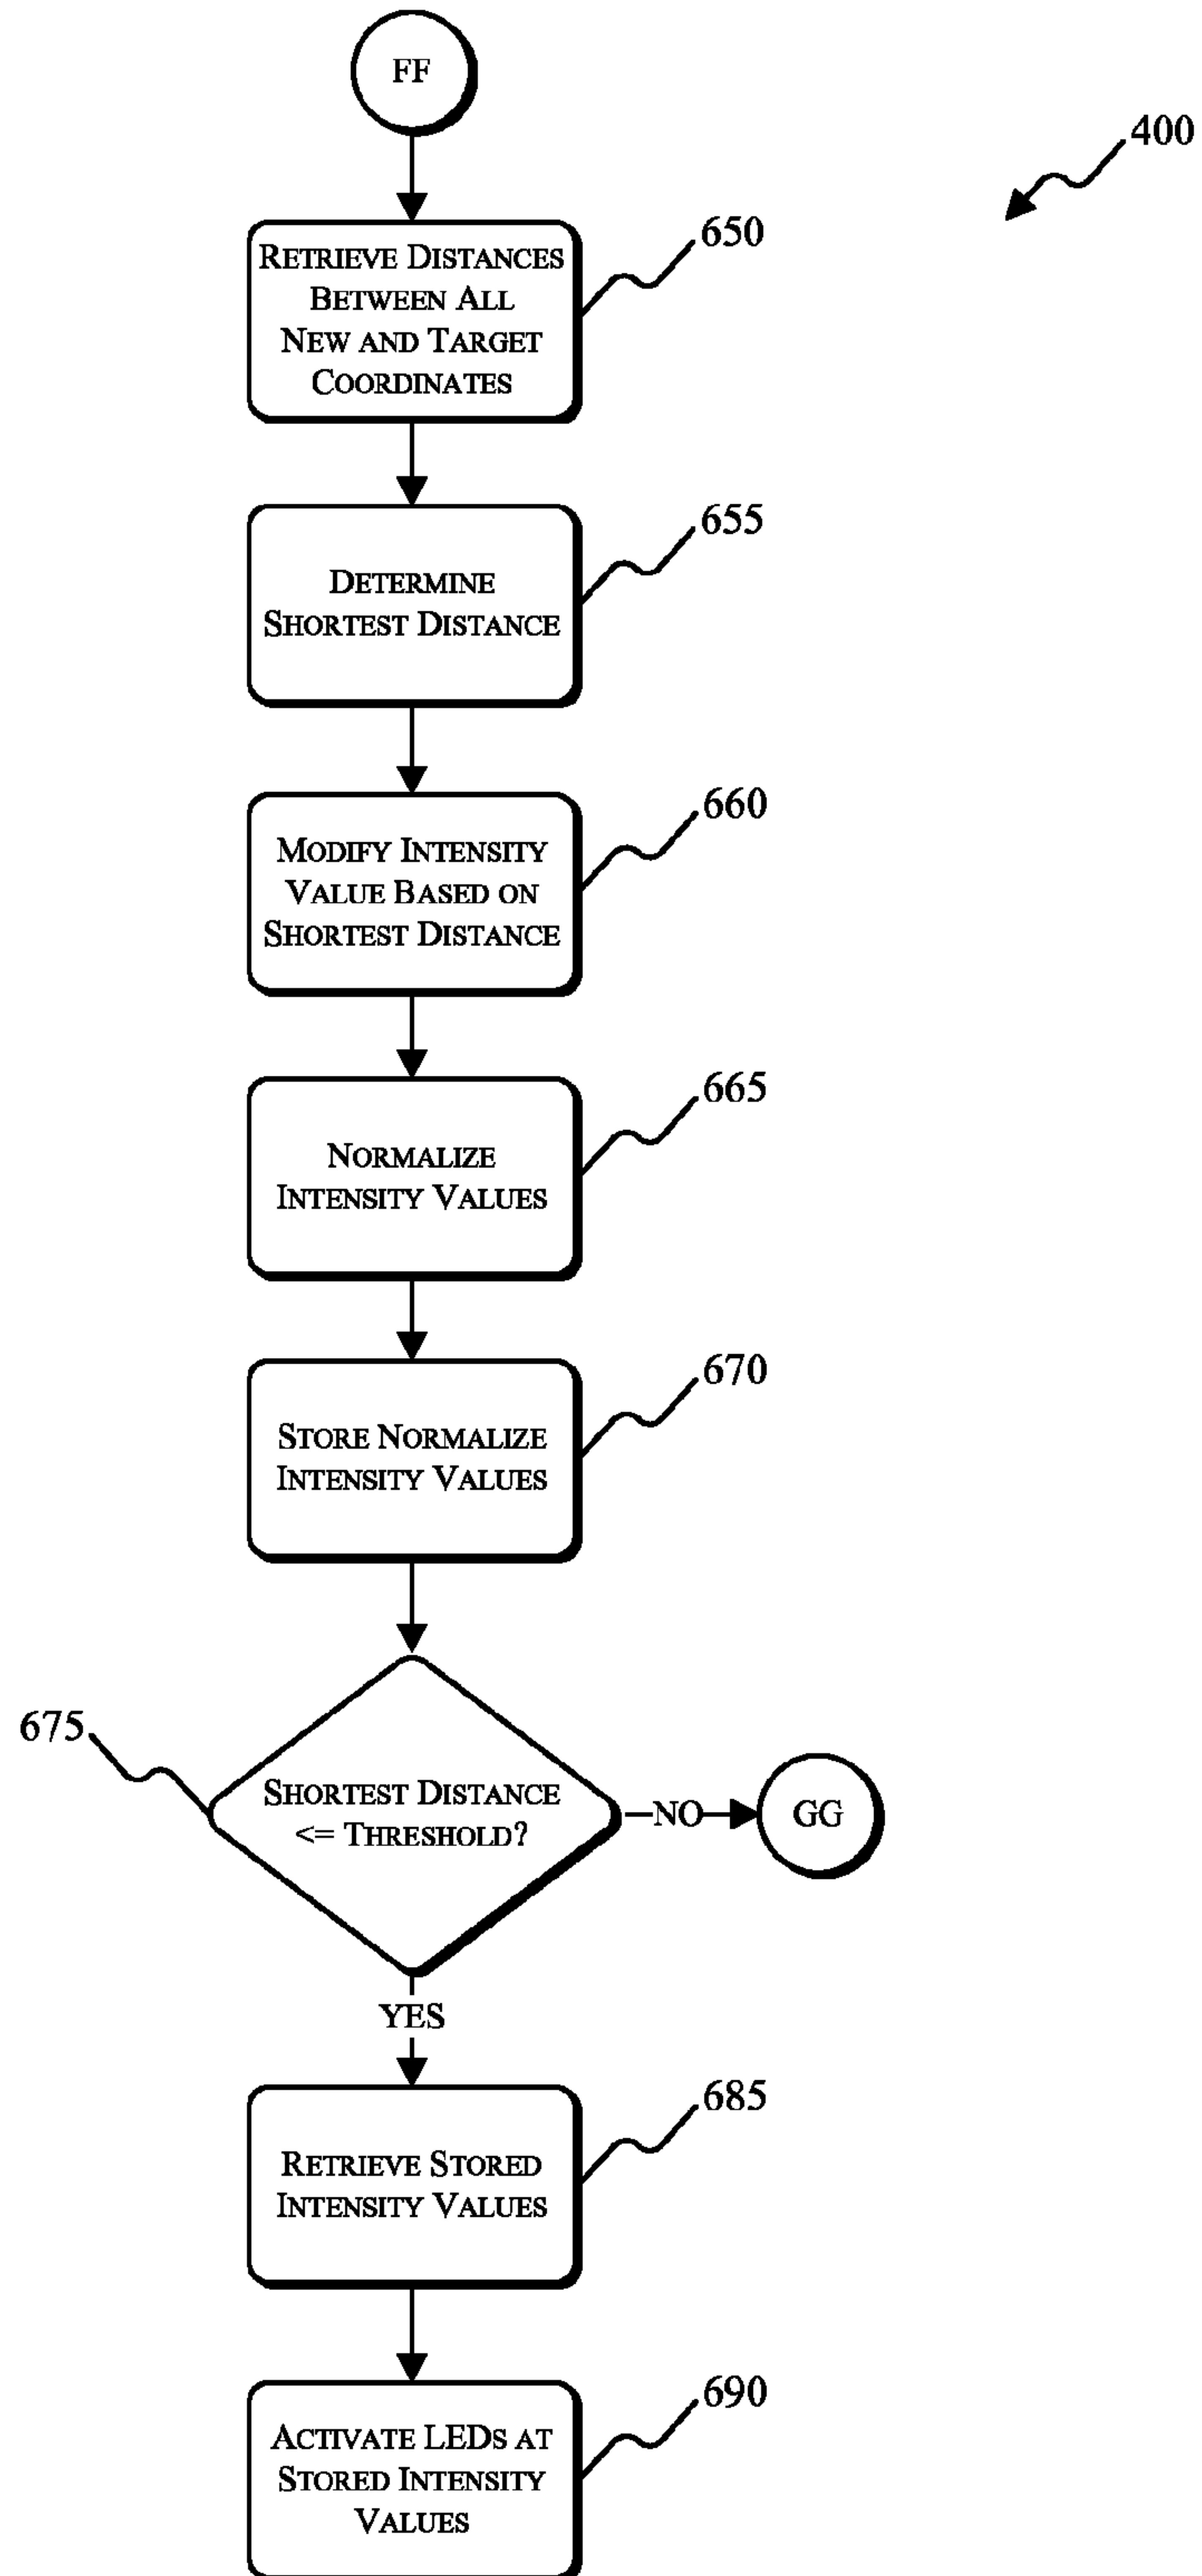 FF
400
RETRIEVE DISTANCES
BETWEEN ALL
NEW AND TARGET
COORDINATES
650
DETERMINE
SHORTEST DISTANCE
655
MODIFY INTENSITY
VALUE BASED ON
SHORTEST DISTANCE
660
NORMALIZE
INTENSITY VALUES
665
STORE NORMALIZE
INTENSITY VALUES
670
675
SHORTEST DISTANCE
<= THRESHOLD?
NO
GG
YES
RETRIEVE STORED
INTENSITY VALUES
685
ACTIVATE LEDS AT
STORED INTENSITY
VALUES
690